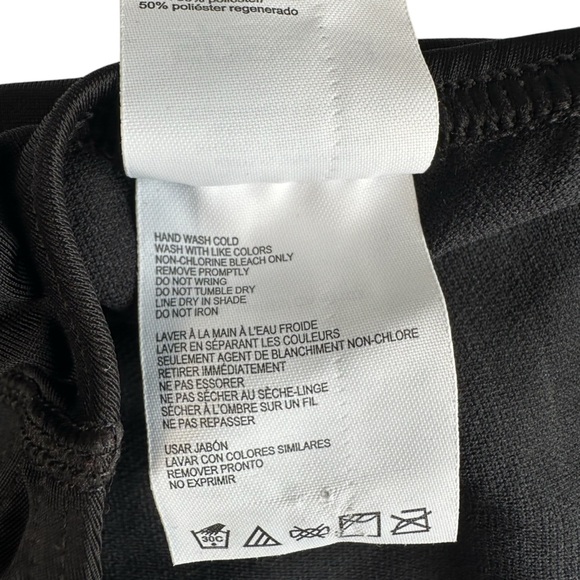 50% poliéster regenerado
HAND WASH COLD
WASH WITH LIKE COLORS
NON-CHLORINE BLEACH ONLY
REMOVE PROMPTLY
DO NOT WRING
DO NOT TUMBLE DRY
LINE DRY IN SHADE
DO NOT IRON
LAVER À LA MAIN À L'EAU FROIDE
LAVER EN SÉPARANT LES COULEURS
SEULEMENT AGENT DE BLANCHIMENT NON-CHLORE
RETIRER IMMÉDIATEMENT
NE PAS ESSORER
NE PAS SÉCHER AU SÈCHE-LINGE
SÉCHER À L'OMBRE SUR UN FIL
NE PAS REPASSER
USAR JABÓN
LAVAR CON COLORES SIMILARES
REMOVER PRONTO
NO EXPRIMIR
30C